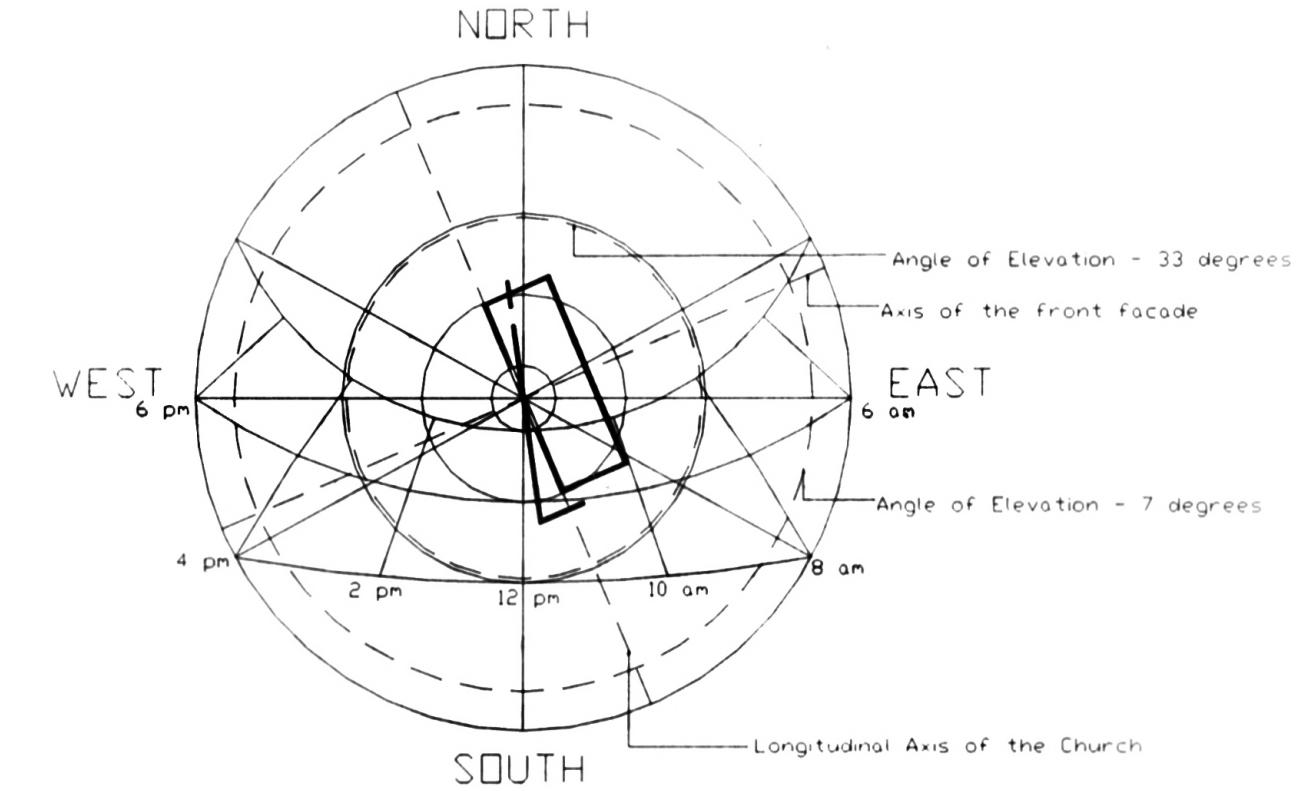 NORTH
Angle of Elevation - 33 degrees
Axis of the front facade
WEST
EAST
6 pm
6 am
Angle of Elevation - 7 degrees
4 pm
8 am
2 pm
12 pm
10 am
Longitudinal Axis of the Church
SOUTH